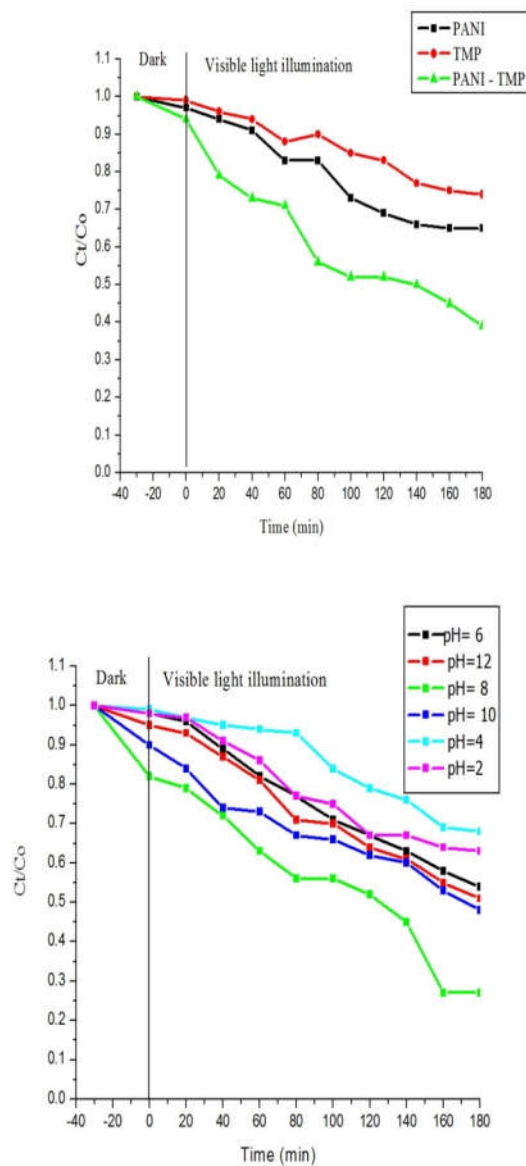 PANI
TMP
PANI - TMP
Dark
Visible light illumination
1.1
1.0
0.9
0.8
0.7
0.6
0.5
0.4
0.3
0.2
0.1
0.0
Ct/Co
-40 -20 0 20 40 60 80 100 120 140 160 180
Time (min)
pH= 6
pH=12
pH= 8
pH= 10
pH=4
pH=2
Dark
Visible light illumination
1.1
1.0
0.9
0.8
0.7
0.6
0.5
0.4
0.3
0.2
0.1
0.0
Ct/Co
-40 -20 0 20 40 60 80 100 120 140 160 180
Time (min)